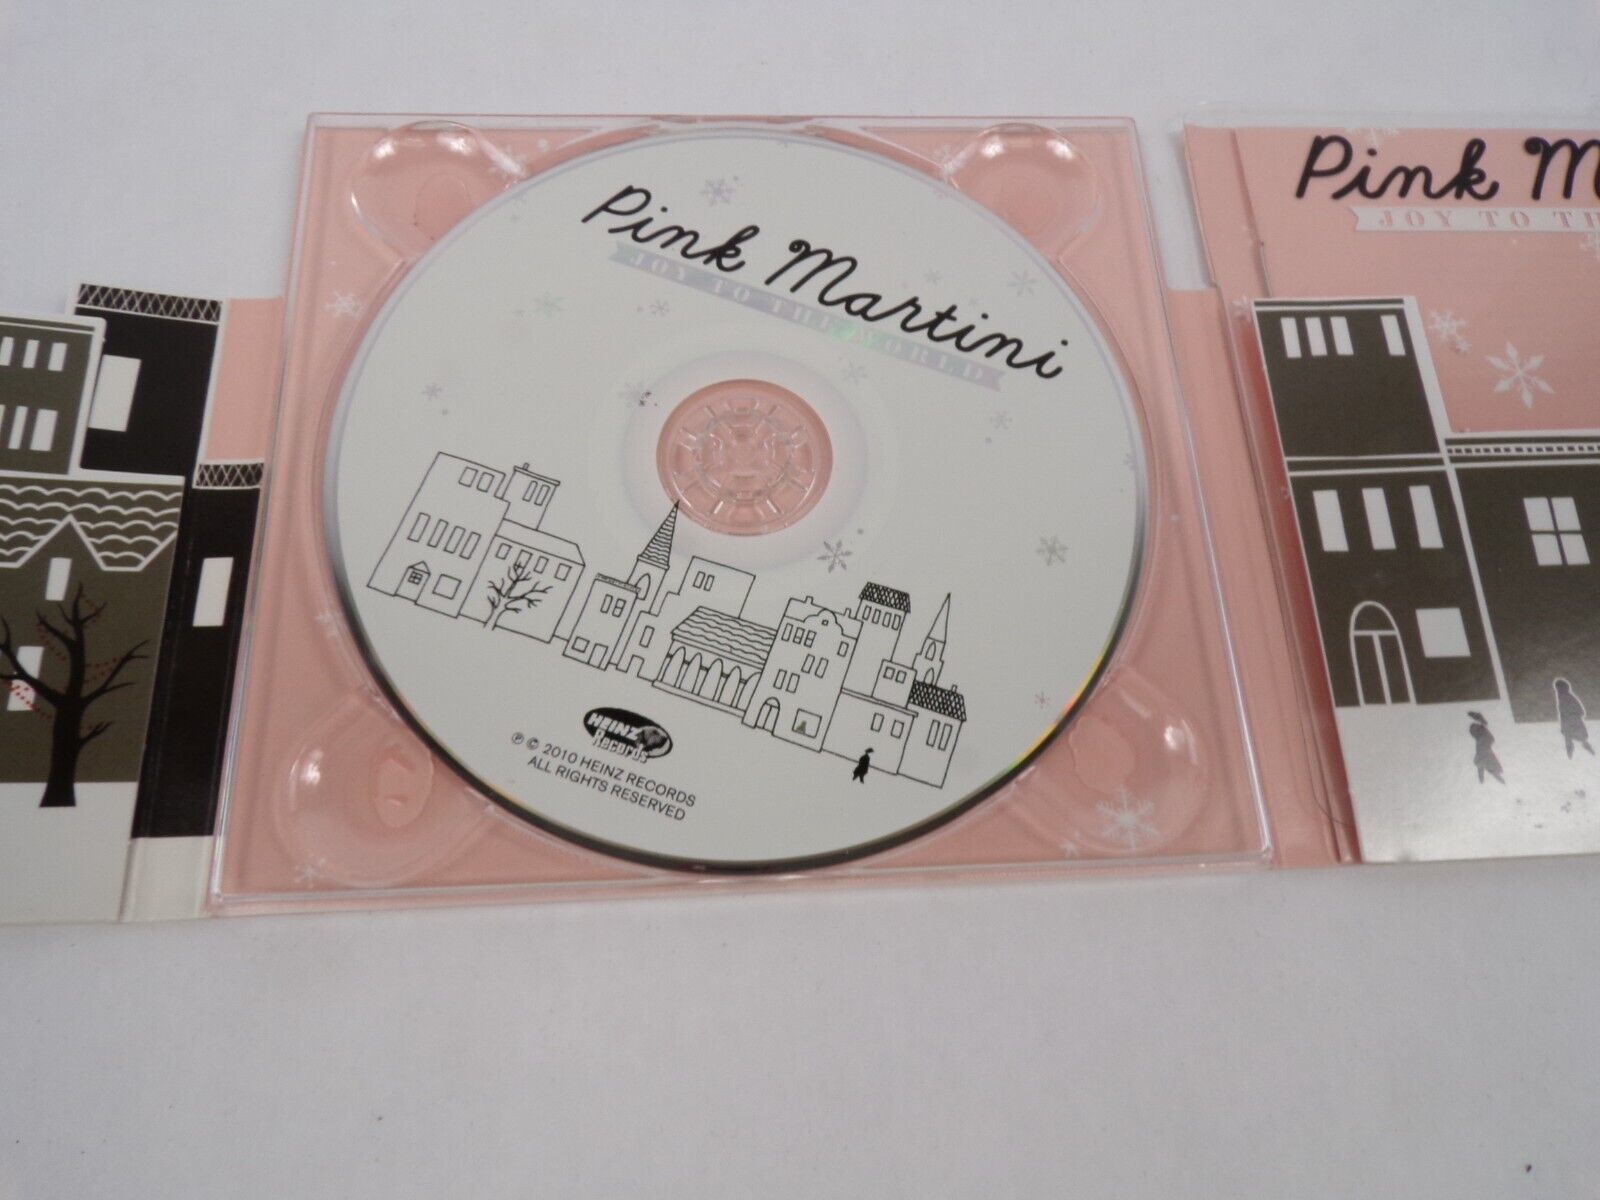 Pink Martini
JOY TO THE WORLD
HEINZ
Records
℗ © 2010 HEINZ RECORDS
ALL RIGHTS RESERVED
Pink M
JOY TO TH